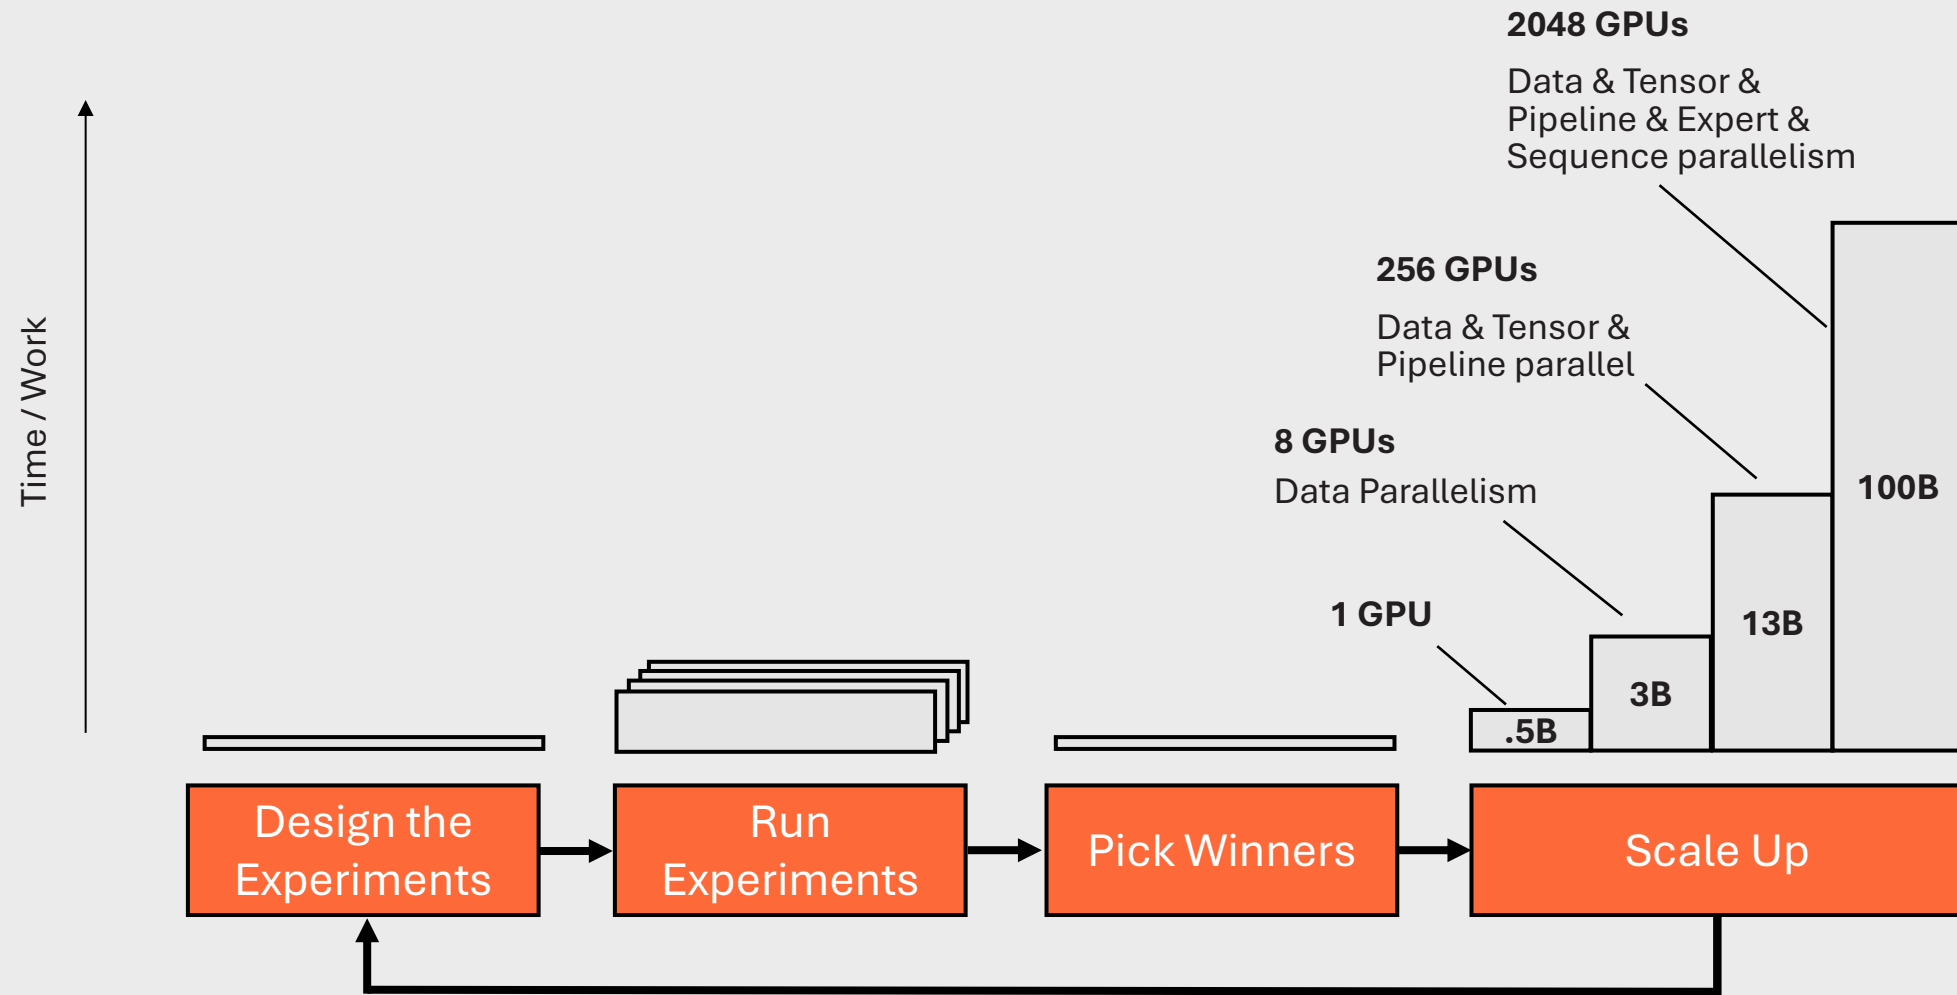 2048 GPUs
Data & Tensor &
Pipeline & Expert &
Sequence parallelism
256 GPUs
Data & Tensor &
Pipeline parallel
8 GPUs
Data Parallelism
1 GPU
Time / Work
.5B
3B
13B
100B
Design the
Experiments
Run
Experiments
Pick Winners
Scale Up